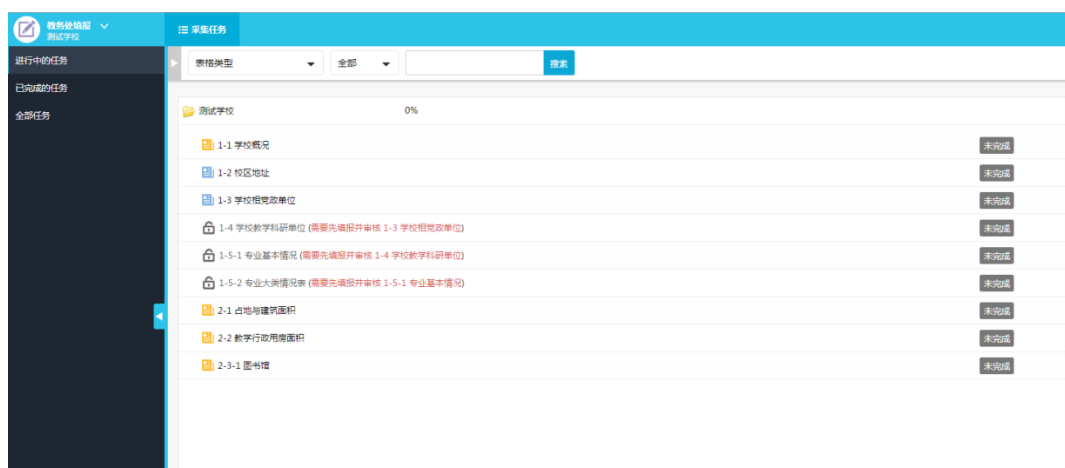 教务处填报
测试学校
采集任务
进行中的任务
已完成的任务
全部任务
表格类型 全部 搜索
测试学校 0%
1-1 学校概况 未完成
1-2 校区地址 未完成
1-3 学校相党政单位 未完成
1-4 学校教学科研单位 (需要先填报并审核 1-3 学校相党政单位) 未完成
1-5-1 专业基本情况 (需要先填报并审核 1-4 学校教学科研单位) 未完成
1-5-2 专业大类情况表 (需要先填报并审核 1-5-1 专业基本情况) 未完成
2-1 占地与建筑面积 未完成
2-2 教学行政用房面积 未完成
2-3-1 图书馆 未完成